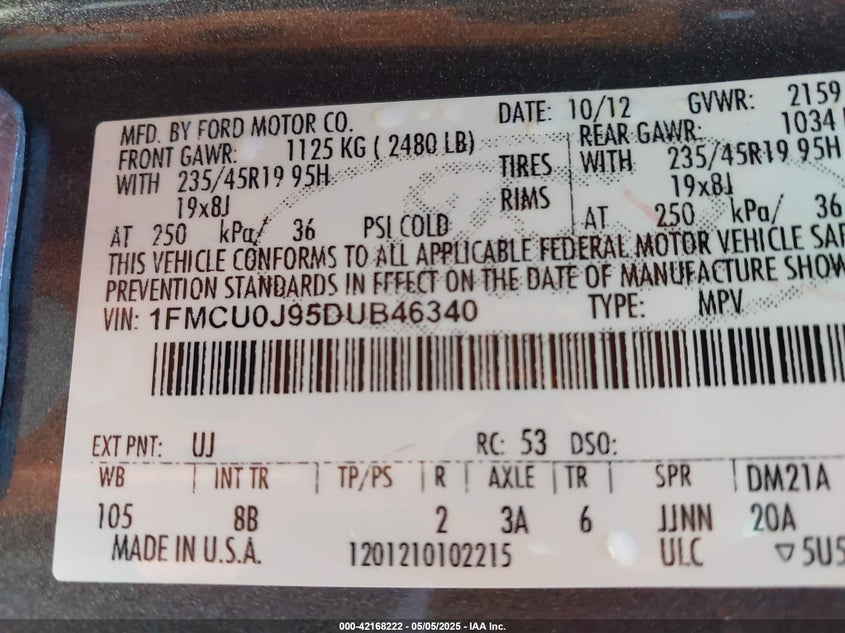 MFD. BY FORD MOTOR CO. DATE: 10/12 GVWR: 2159
FRONT GAWR: 1125 KG ( 2480 LB) REAR GAWR: 1034
WITH 235/45R19 95H TIRES WITH 235/45R19 95H
19x8J RIMS 19x8J
AT 250 kPa/ 36 PSI COLD AT 250 kPa/ 36
THIS VEHICLE CONFORMS TO ALL APPLICABLE FEDERAL MOTOR VEHICLE SAF
PREVENTION STANDARDS IN EFFECT ON THE DATE OF MANUFACTURE SHOW
VIN: 1FMCU0J95DUB46340 TYPE: MPV
EXT PNT: UJ RC: 53 DSO:
WB INT TR TP/PS R AXLE TR SPR DM21A
105 8B 2 3A 6 JJNN 20A
MADE IN U.S.A. 1201210102215 ULC ▽ 5U5
000-42168222 - 05/05/2025 - IAA Inc.